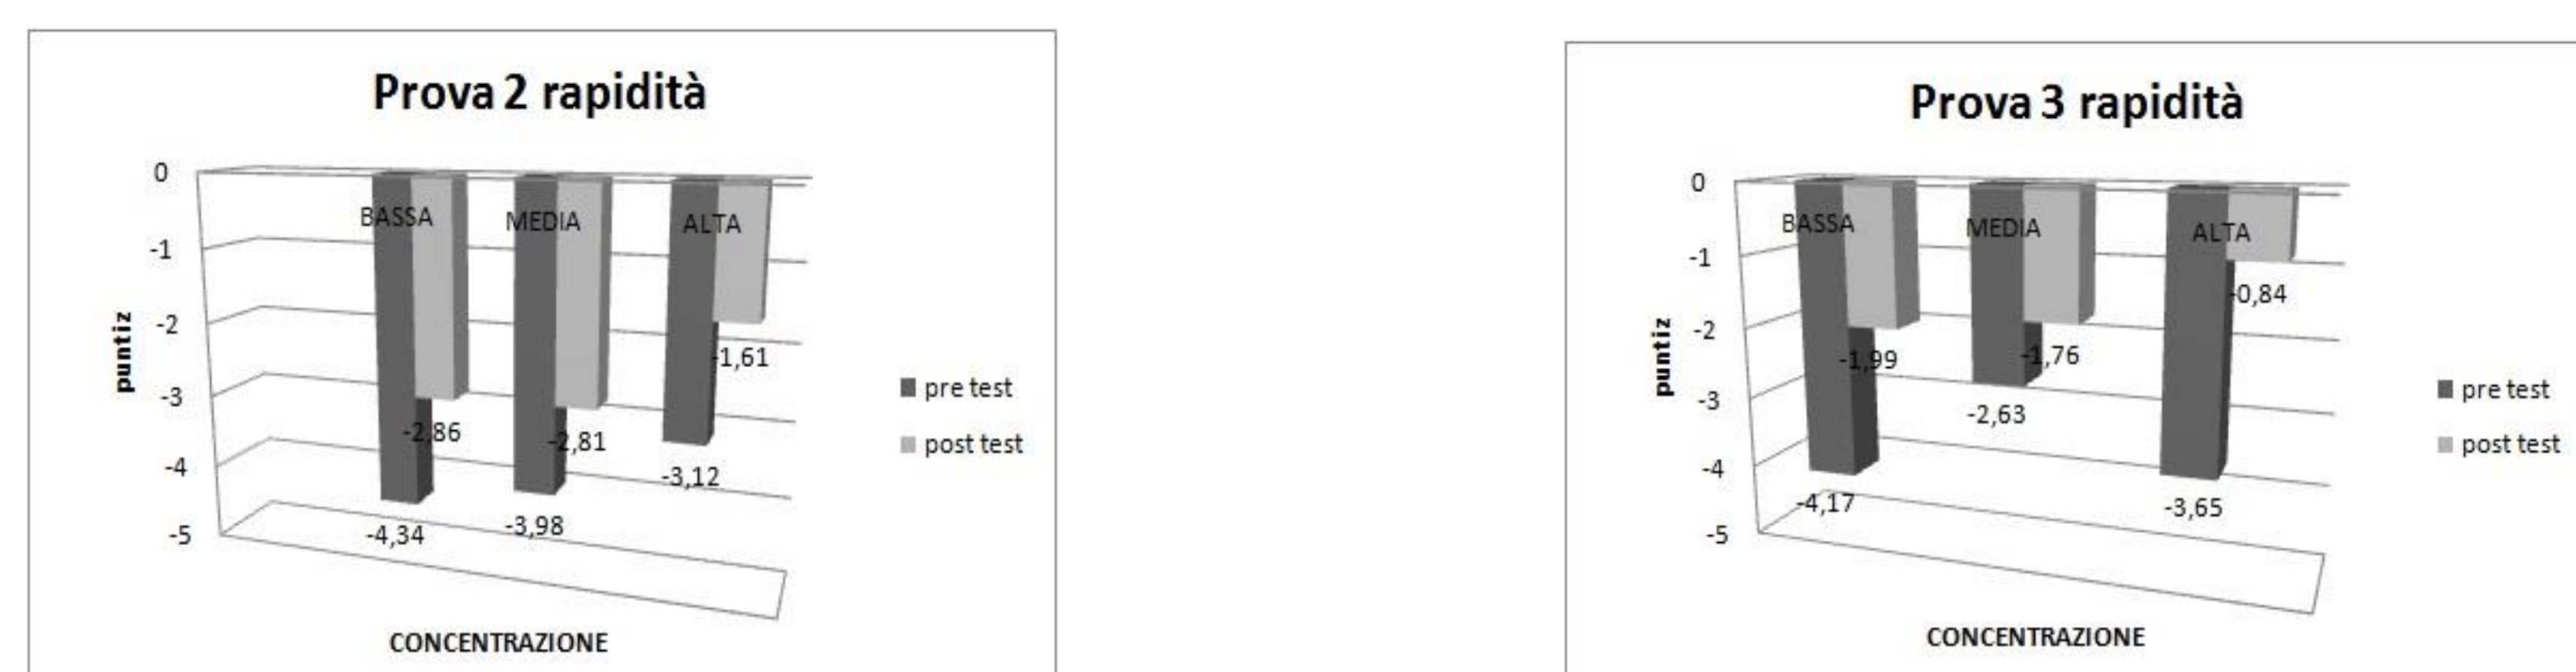 Prova 2 rapidità
0
-1
-2
-3
-4
-5
puntiz
BASSA
MEDIA
ALTA
-2,86
-2,81
-1,61
-4,34
-3,98
-3,12
pre test
post test
CONCENTRAZIONE
Prova 3 rapidità
0
-1
-2
-3
-4
-5
puntiz
BASSA
MEDIA
ALTA
-1,99
-1,76
-0,84
-4,17
-2,63
-3,65
pre test
post test
CONCENTRAZIONE